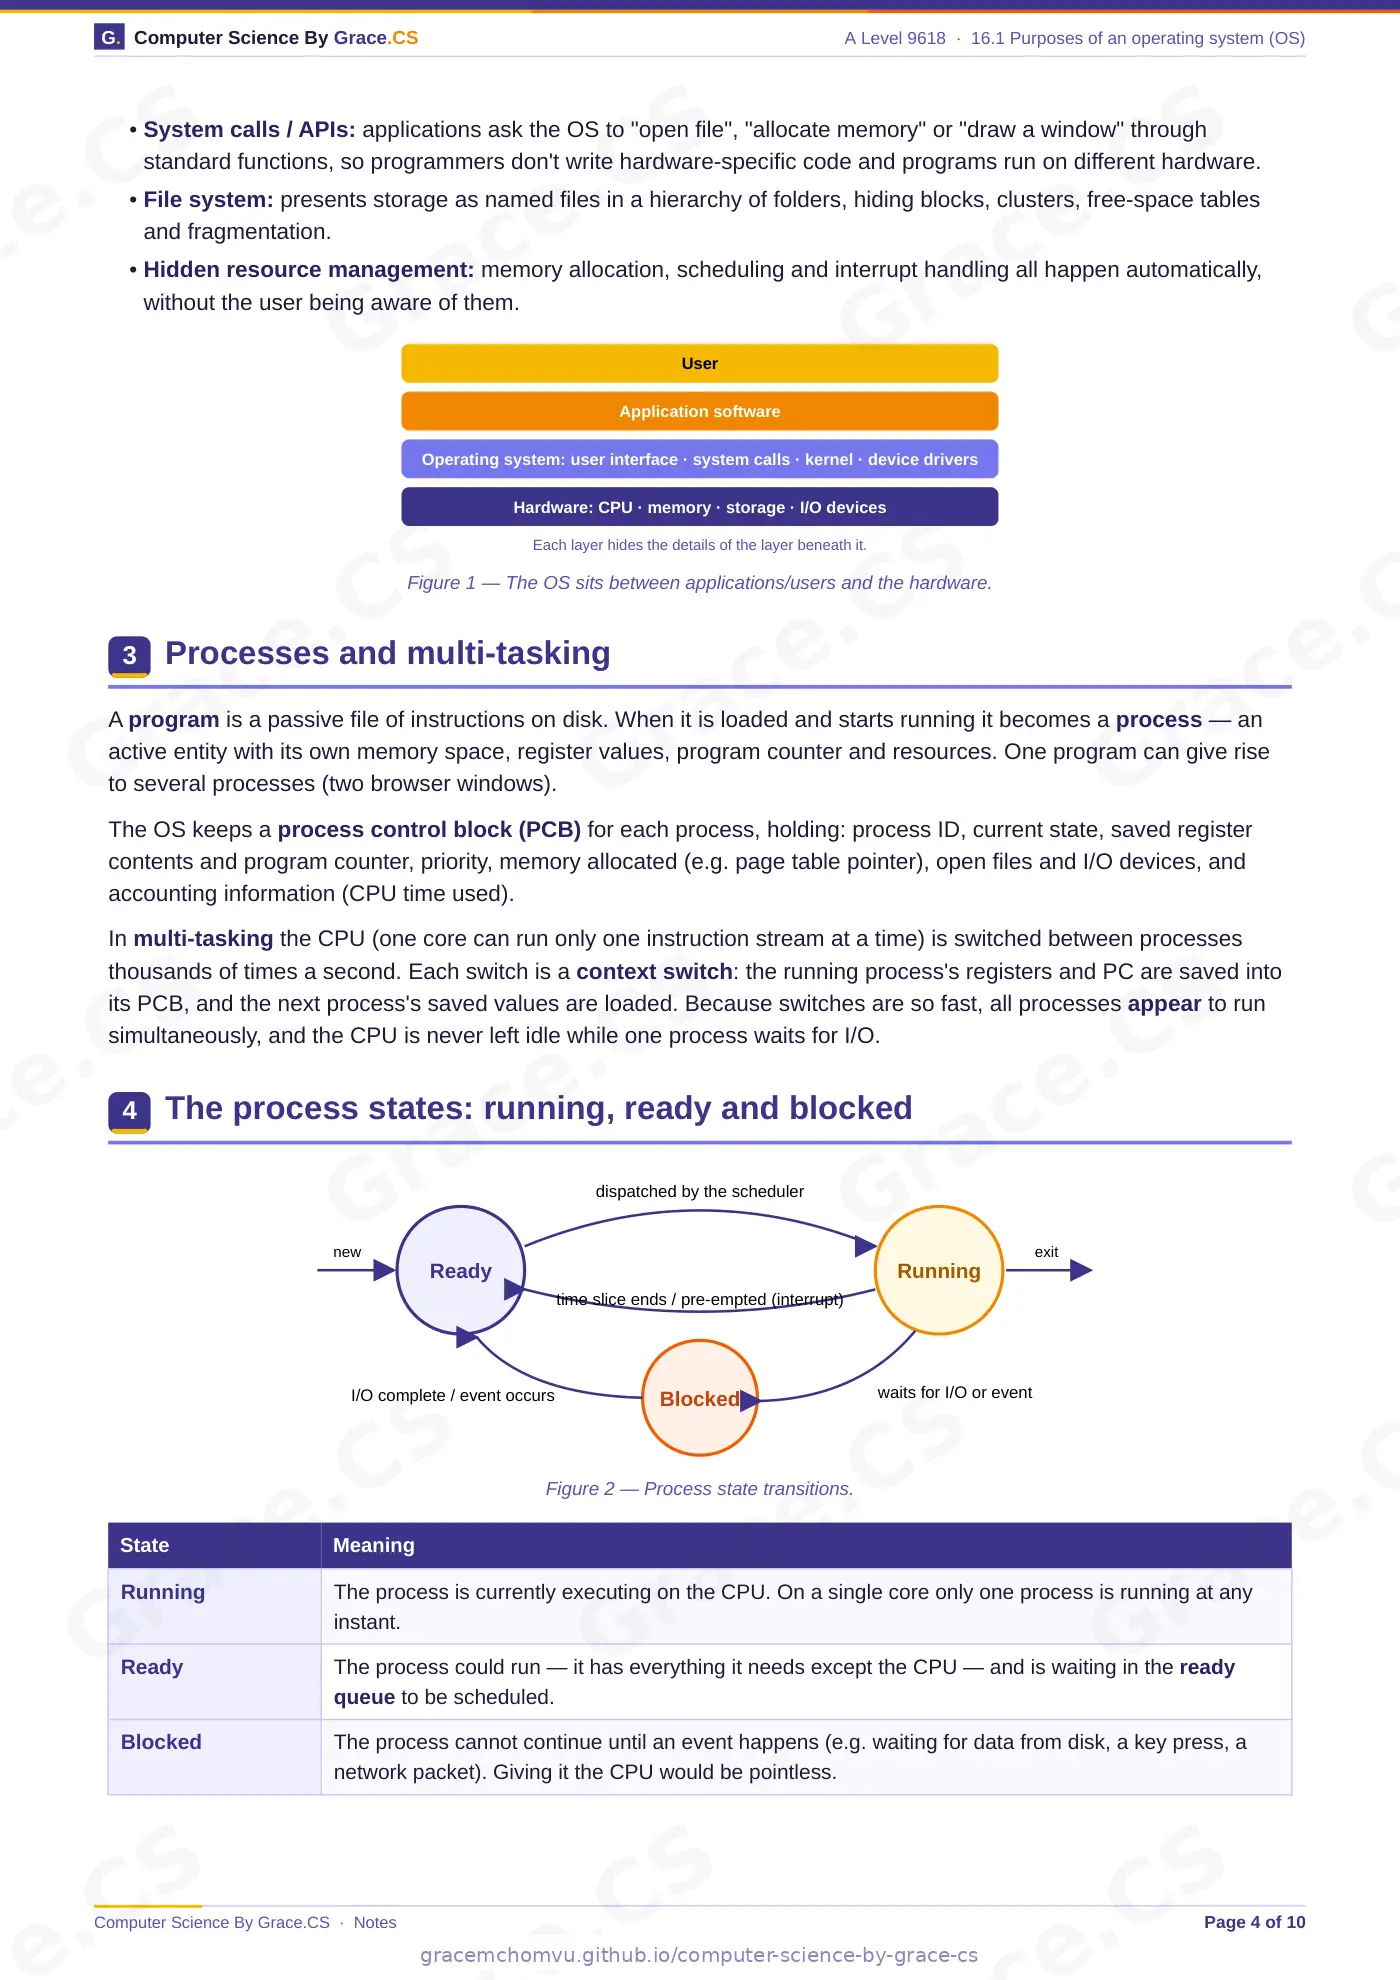 G. Computer Science By Grace.CS
A Level 9618 · 16.1 Purposes of an operating system (OS)
• System calls / APIs: applications ask the OS to "open file", "allocate memory" or "draw a window" through
standard functions, so programmers don't write hardware-specific code and programs run on different hardware.
• File system: presents storage as named files in a hierarchy of folders, hiding blocks, clusters, free-space tables
and fragmentation.
• Hidden resource management: memory allocation, scheduling and interrupt handling all happen automatically,
without the user being aware of them.
User
Application software
Operating system: user interface · system calls · kernel · device drivers
Hardware: CPU · memory · storage · I/O devices
Each layer hides the details of the layer beneath it.
Figure 1 — The OS sits between applications/users and the hardware.
3 Processes and multi-tasking
A program is a passive file of instructions on disk. When it is loaded and starts running it becomes a process — an
active entity with its own memory space, register values, program counter and resources. One program can give rise
to several processes (two browser windows).
The OS keeps a process control block (PCB) for each process, holding: process ID, current state, saved register
contents and program counter, priority, memory allocated (e.g. page table pointer), open files and I/O devices, and
accounting information (CPU time used).
In multi-tasking the CPU (one core can run only one instruction stream at a time) is switched between processes
thousands of times a second. Each switch is a context switch: the running process's registers and PC are saved into
its PCB, and the next process's saved values are loaded. Because switches are so fast, all processes appear to run
simultaneously, and the CPU is never left idle while one process waits for I/O.
4 The process states: running, ready and blocked
dispatched by the scheduler
new
exit
Ready
Running
time slice ends / pre-empted (interrupt)
I/O complete / event occurs
Blocked
waits for I/O or event
Figure 2 — Process state transitions.
State Meaning
Running The process is currently executing on the CPU. On a single core only one process is running at any
instant.
Ready The process could run — it has everything it needs except the CPU — and is waiting in the ready
queue to be scheduled.
Blocked The process cannot continue until an event happens (e.g. waiting for data from disk, a key press, a
network packet). Giving it the CPU would be pointless.
Computer Science By Grace.CS · Notes
Page 4 of 10
gracemchomvu.github.io/computer-science-by-grace-cs